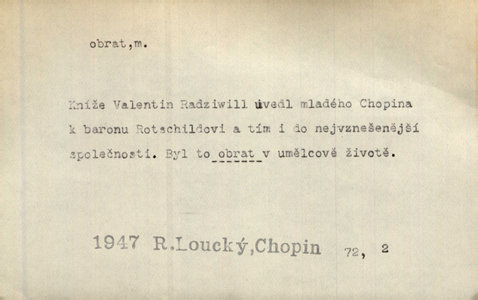 obrat,m.
Kníže Valentin Radziwill uvedl mladého Chopina
k baronu Rotschildovi a tím i do nejvznešenější
společnosti. Byl to obrat v umělcově životě.
1947 R.Loucký,Chopin 72, 2